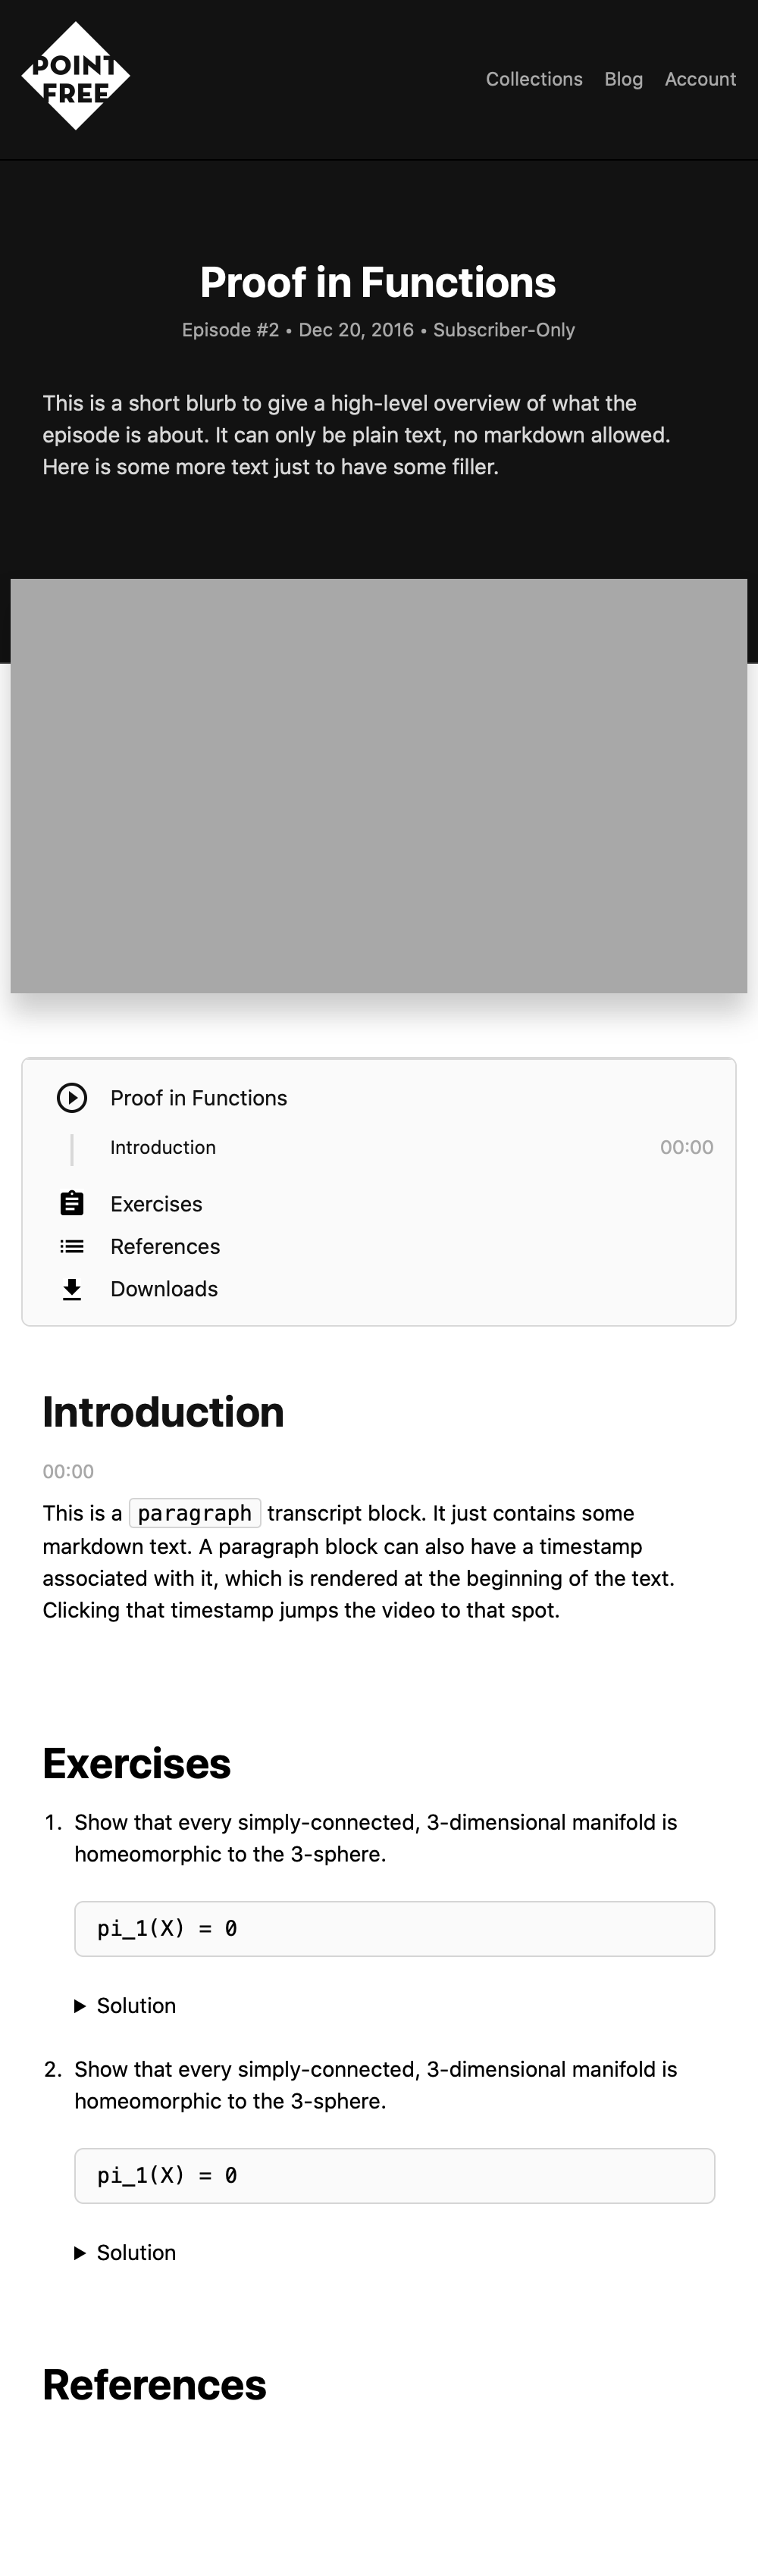 POINT
FREE
Collections Blog Account
Proof in Functions
Episode #2 • Dec 20, 2016 • Subscriber-Only
This is a short blurb to give a high-level overview of what the
episode is about. It can only be plain text, no markdown allowed.
Here is some more text just to have some filler.
Proof in Functions
Introduction 00:00
Exercises
References
Downloads
Introduction
00:00
This is a paragraph transcript block. It just contains some
markdown text. A paragraph block can also have a timestamp
associated with it, which is rendered at the beginning of the text.
Clicking that timestamp jumps the video to that spot.
Exercises
1. Show that every simply-connected, 3-dimensional manifold is
homeomorphic to the 3-sphere.
pi_1(X) = 0
▶ Solution
2. Show that every simply-connected, 3-dimensional manifold is
homeomorphic to the 3-sphere.
pi_1(X) = 0
▶ Solution
References